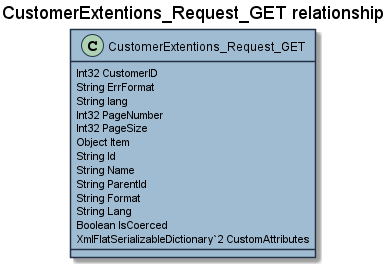 CustomerExtentions_Request_GET relationship
C CustomerExtentions_Request_GET
Int32 CustomerID
String ErrFormat
String lang
Int32 PageNumber
Int32 PageSize
Object Item
String Id
String Name
String ParentId
String Format
String Lang
Boolean IsCoerced
XmlFlatSerializableDictionary`2 CustomAttributes